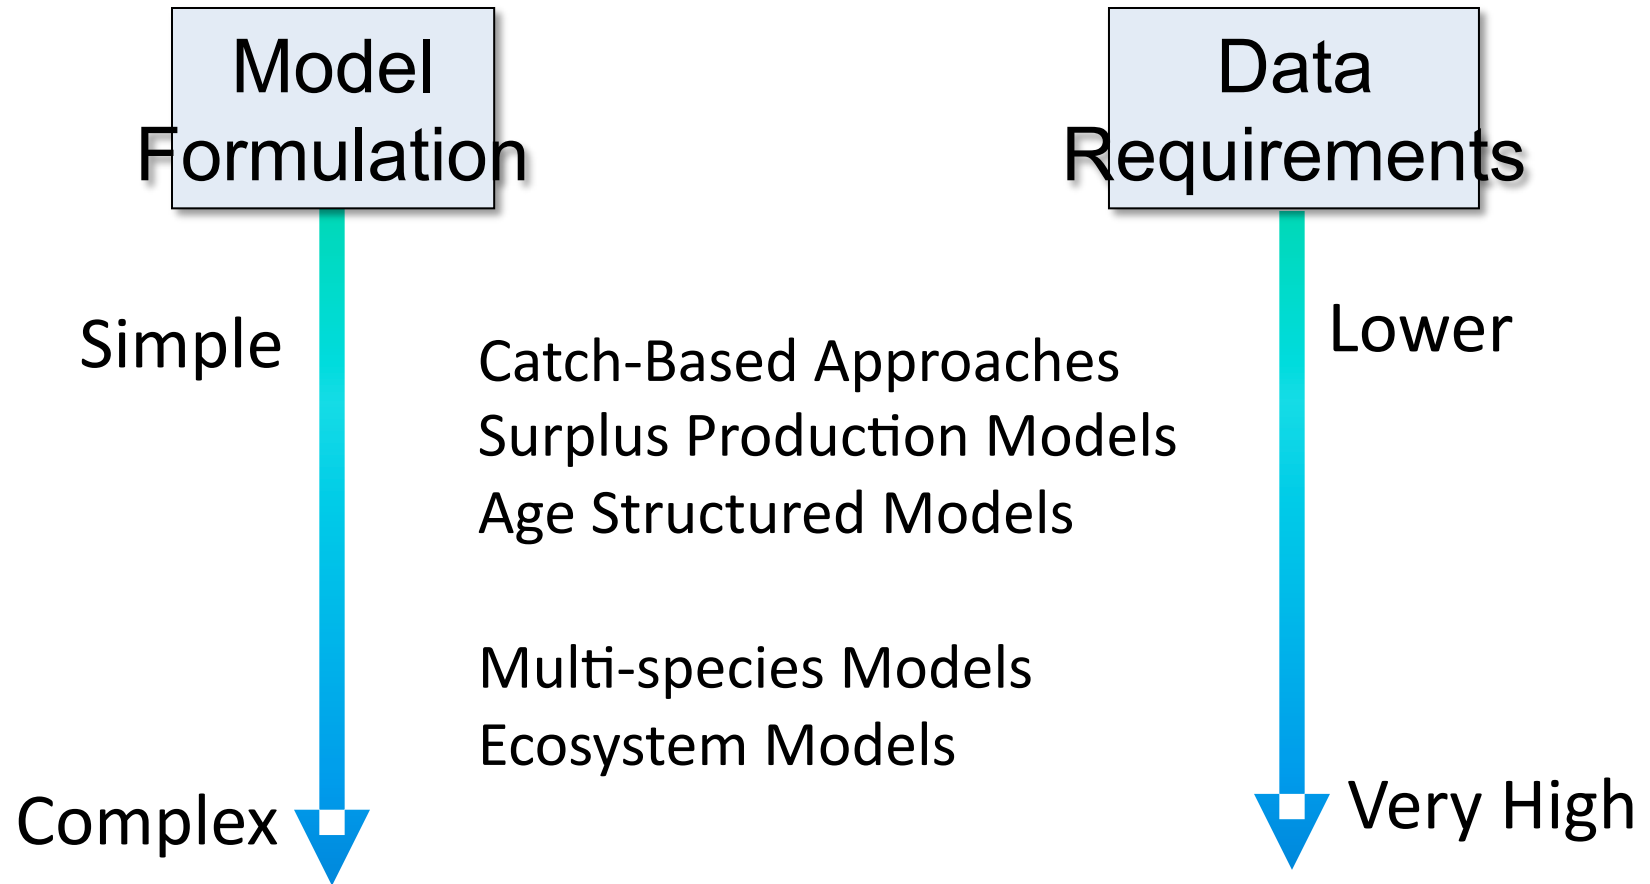 Model
Formulation
Data
Requirements
Simple
Lower
Catch-Based Approaches
Surplus Production Models
Age Structured Models
Multi-species Models
Ecosystem Models
Complex
Very High